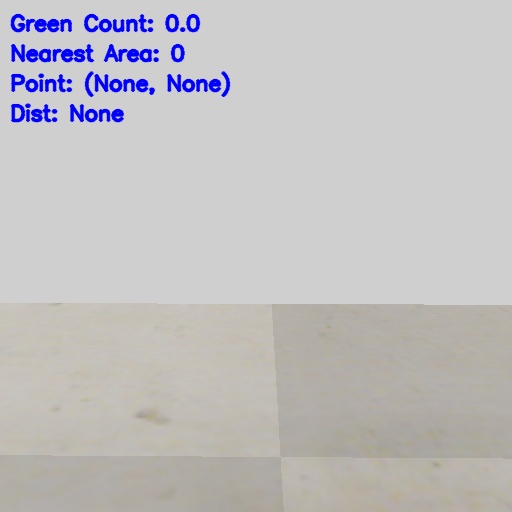 Green Count: 0.0
Nearest Area: 0
Point: (None, None)
Dist: None